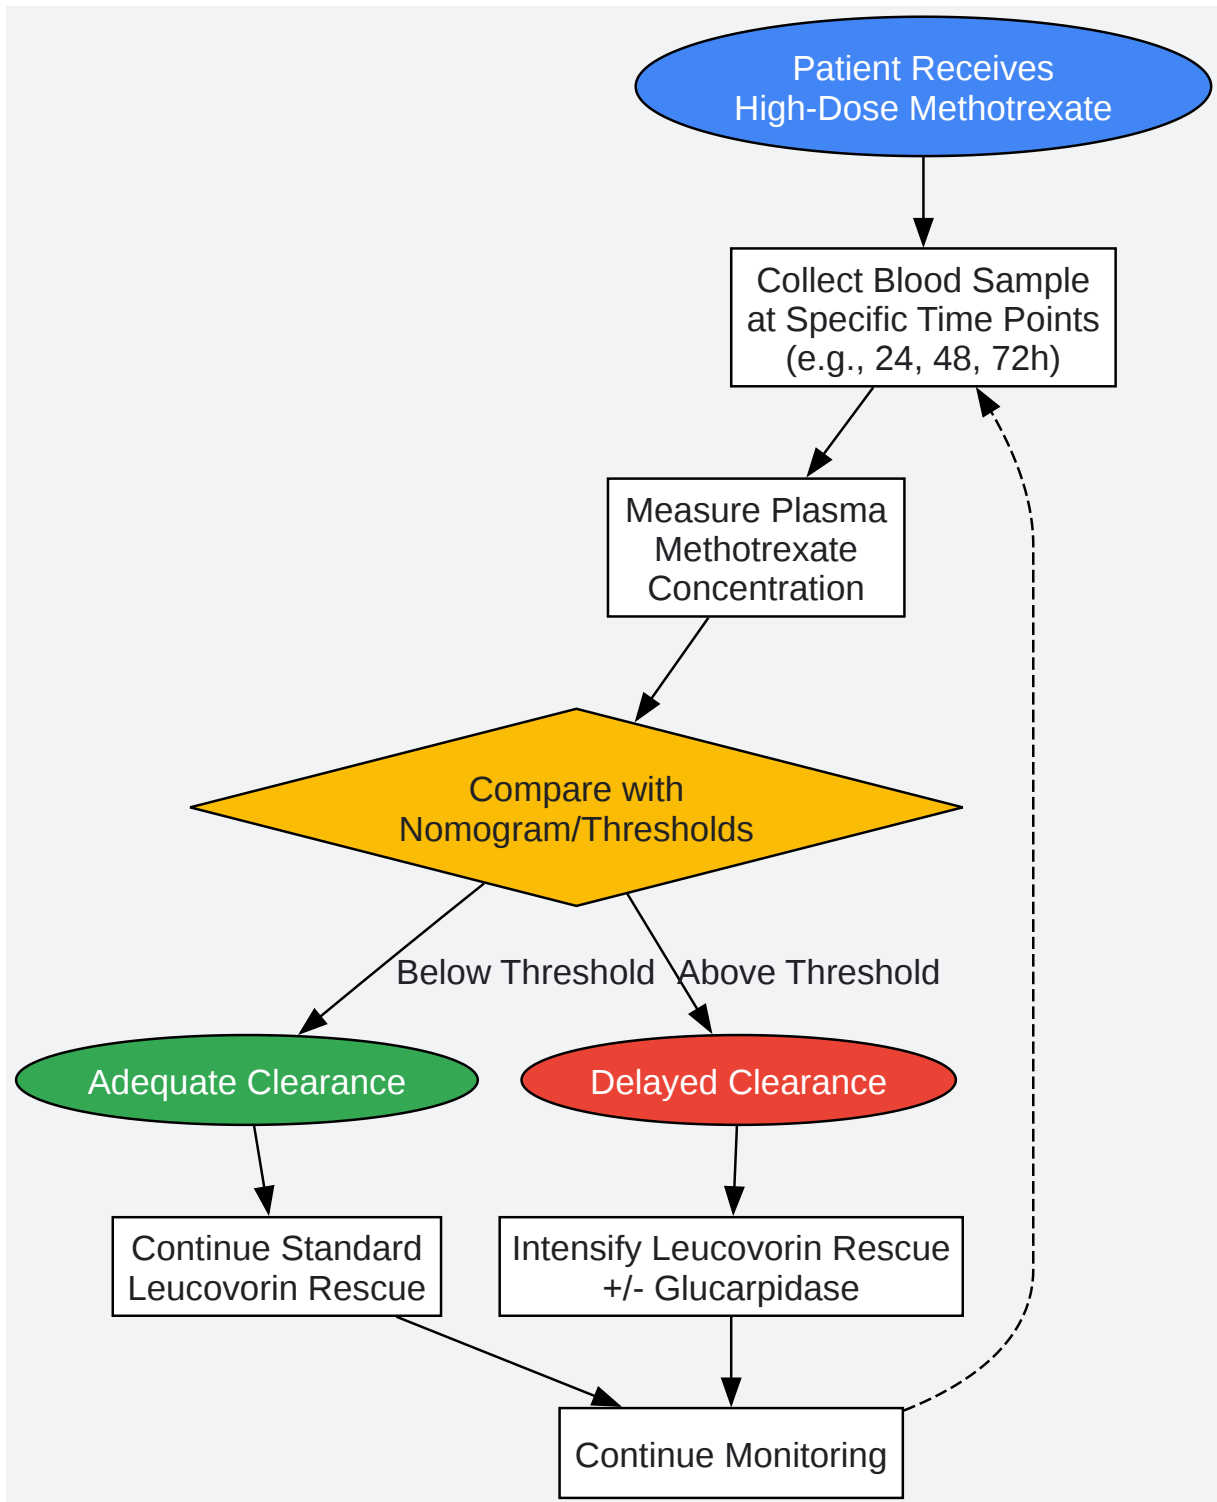 Patient Receives
High-Dose Methotrexate
Collect Blood Sample
at Specific Time Points
(e.g., 24, 48, 72h)
Measure Plasma
Methotrexate
Concentration
Compare with
Nomogram/Thresholds
Below Threshold
Above Threshold
Adequate Clearance
Delayed Clearance
Continue Standard
Leucovorin Rescue
Intensify Leucovorin Rescue
+/- Glucarpidase
Continue Monitoring